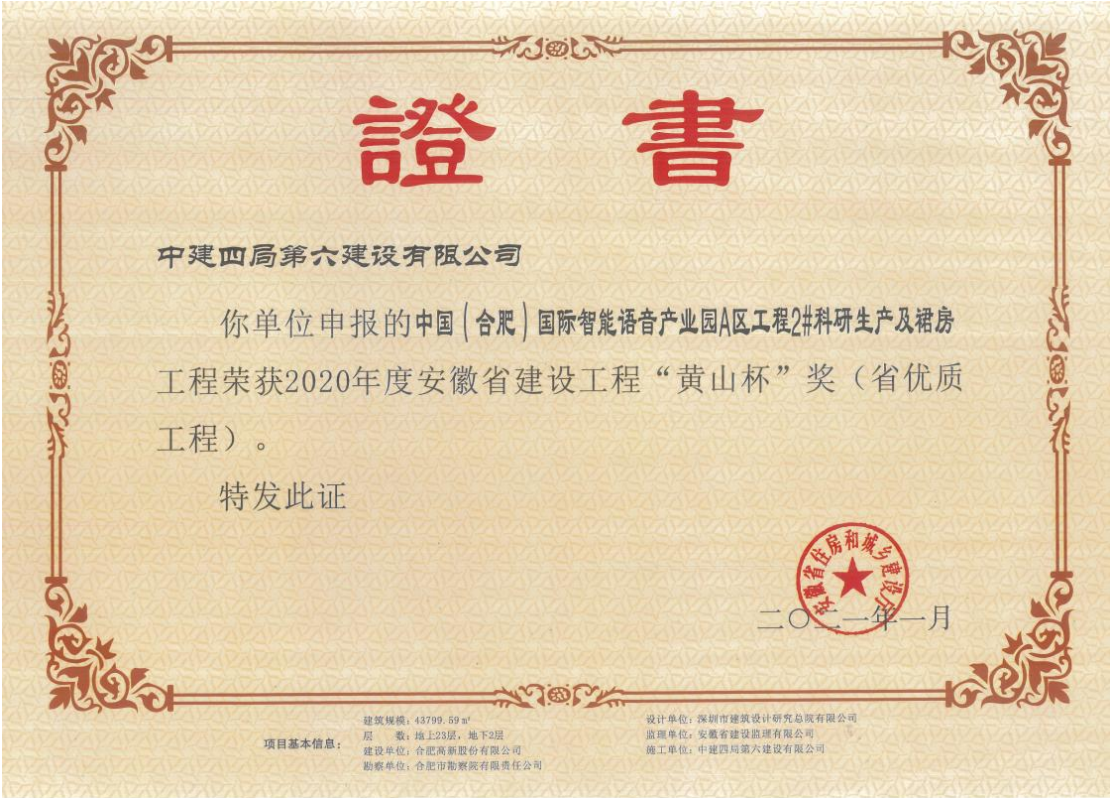 證書
中建四局第六建设有限公司
你单位申报的中国（合肥）国际智能语音产业园A区工程2#科研生产及裙房
工程荣获2020年度安徽省建设工程“黄山杯”奖（省优质
工程）。
特发此证
安徽省住房和城乡建设厅
二〇二一年一月
项目基本信息：
建筑规模：43799.59㎡
层　数：地上23层，地下2层
建设单位：合肥高新股份有限公司
勘察单位：合肥市勘察院有限责任公司
设计单位：深圳市建筑设计研究总院有限公司
监理单位：安徽省建设监理有限公司
施工单位：中建四局第六建设有限公司